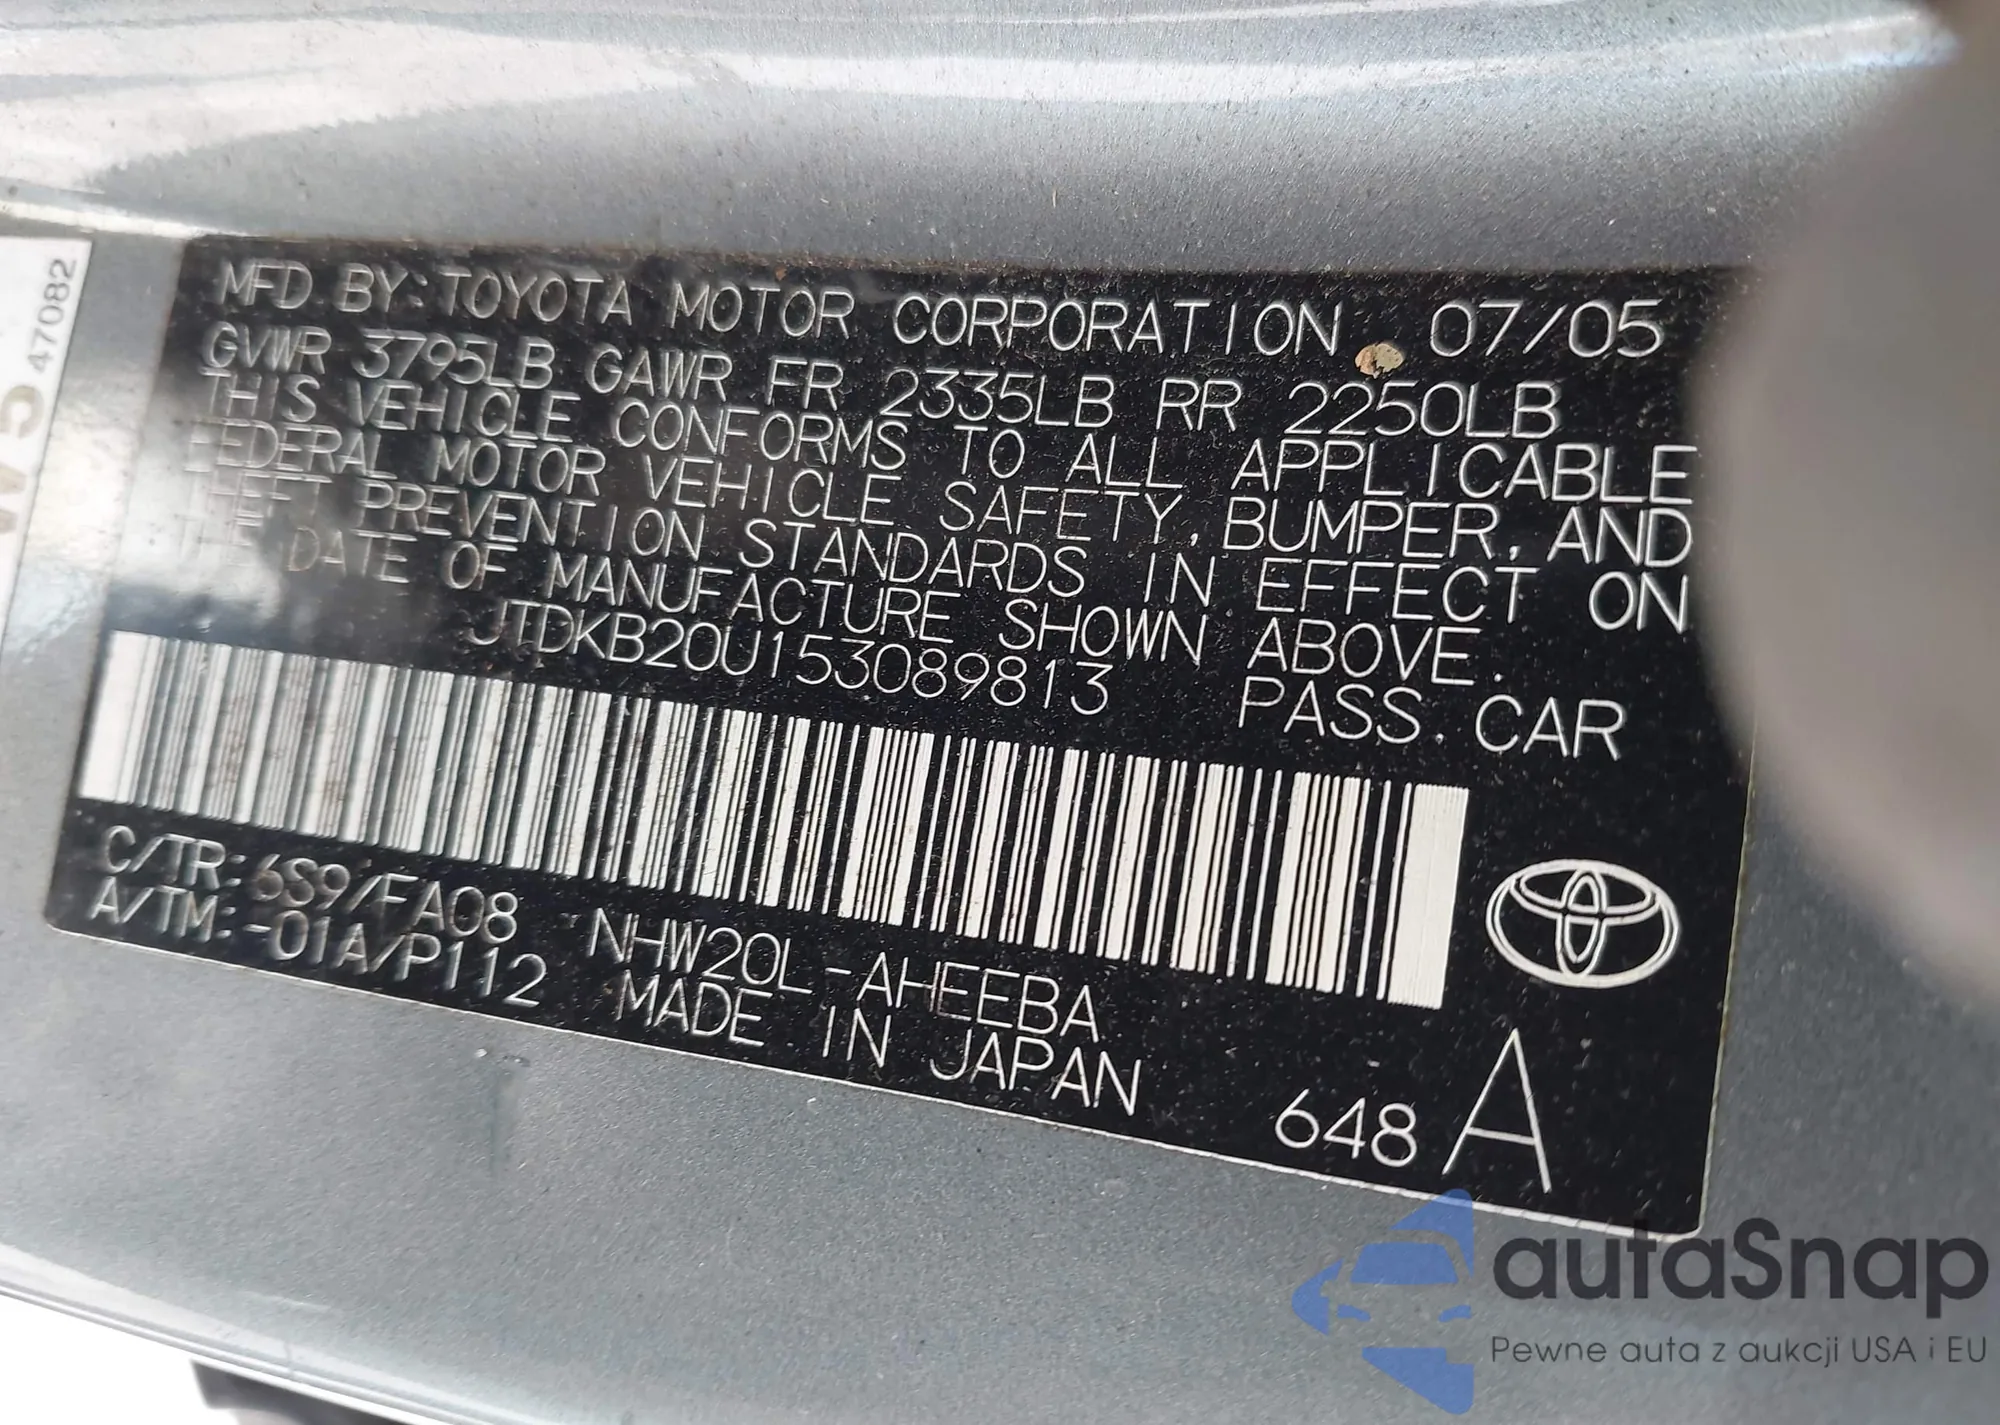 MFD BY: TOYOTA MOTOR CORPORATION 07/05
GVWR 3795LB GAWR FR 2335LB RR 2250LB
THIS VEHICLE CONFORMS TO ALL APPLICABLE
FEDERAL MOTOR VEHICLE SAFETY, BUMPER, AND
THEFT PREVENTION STANDARDS IN EFFECT ON
THE DATE OF MANUFACTURE SHOWN ABOVE.
JTDKB20U153089813 PASS. CAR
C/TR: 6S9/FA08 NHW20L-AHEEBA
A/TM: -01A/P112 MADE IN JAPAN
648 A
470082
autaSnap
Pewne auta z aukcji USA i EU